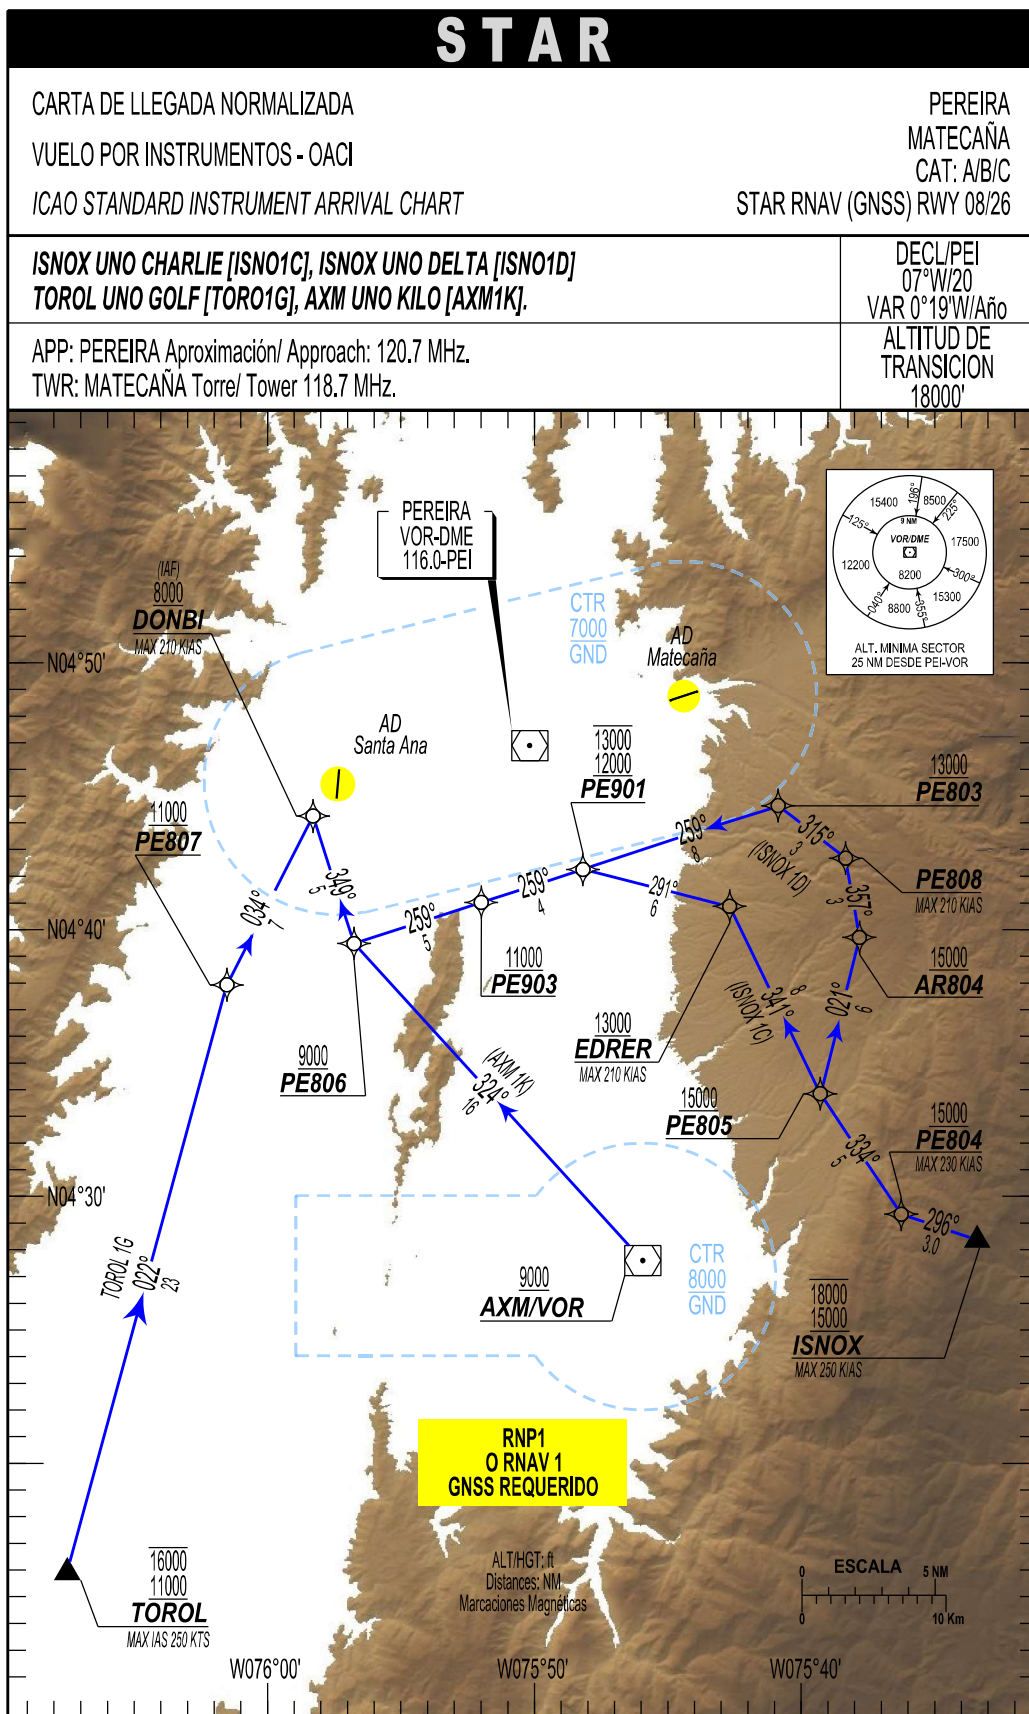 STAR
CARTA DE LLEGADA NORMALIZADA
VUELO POR INSTRUMENTOS - OACI
ICAO STANDARD INSTRUMENT ARRIVAL CHART
PEREIRA
MATECAÑA
CAT: A/B/C
STAR RNAV (GNSS) RWY 08/26
ISNOX UNO CHARLIE [ISNO1C], ISNOX UNO DELTA [ISNO1D]
TOROL UNO GOLF [TORO1G], AXM UNO KILO [AXM1K].
DECL/PEI
07°W/20
VAR 0°19'W/Año
APP: PEREIRA Aproximación/ Approach: 120.7 MHz.
TWR: MATECAÑA Torre/ Tower 118.7 MHz.
ALTITUD DE
TRANSICION
18000'
PEREIRA
VOR-DME
116.0-PEI
15400
196°
8500
225°
125°
9 NM
VOR/DME
17500
12200
8200
300°
040°
8800
355°
15300
ALT. MINIMA SECTOR
25 NM DESDE PEI-VOR
(IAF)
8000
DONBI
MAX 210 KIAS
CTR
7000
GND
AD
Matecaña
N04°50'
AD
Santa Ana
13000
12000
PE901
13000
PE803
11000
PE807
259°
8
315°
3
(ISNOX 1D)
PE808
MAX 210 KIAS
349°
5
034°
7
259°
4
259°
5
291°
6
357°
3
N04°40'
11000
PE903
15000
AR804
341°
8
(ISNOX 1C)
021°
6
13000
EDRER
MAX 210 KIAS
9000
PE806
(AXM 1K)
324°
16
15000
PE805
15000
PE804
MAX 230 KIAS
334°
5
N04°30'
296°
3.0
TOROL 1G
022°
23
9000
AXM/VOR
CTR
8000
GND
18000
15000
ISNOX
MAX 250 KIAS
RNP1
O RNAV 1
GNSS REQUERIDO
16000
11000
TOROL
MAX IAS 250 KTS
ALT/HGT: ft
Distances: NM
Marcaciones Magnéticas
0
ESCALA
5 NM
0
10 Km
W076°00'
W075°50'
W075°40'